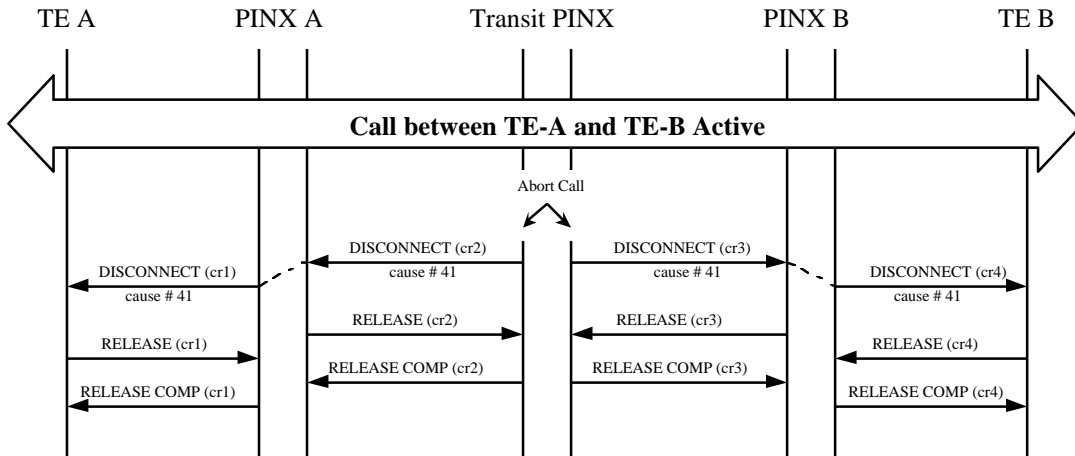 TE A PINX A Transit PINX PINX B TE B
Call between TE-A and TE-B Active
Abort Call
DISCONNECT (cr2) DISCONNECT (cr3)
cause # 41 cause # 41
DISCONNECT (cr1) DISCONNECT (cr4)
cause # 41 cause # 41
RELEASE (cr2) RELEASE (cr3)
RELEASE (cr1) RELEASE (cr4)
RELEASE COMP (cr2) RELEASE COMP (cr3)
RELEASE COMP (cr1) RELEASE COMP (cr4)